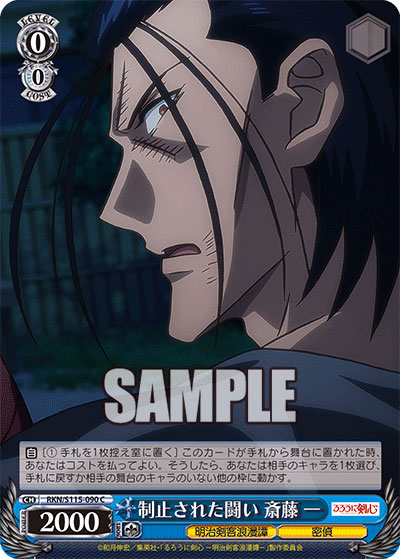 LEVEL
0
0
COST
SAMPLE
[① 手札を1枚控え室に置く] このカードが手札から舞台に置かれた時、
あなたはコストを払ってよい。そうしたら、あなたは相手のキャラを1枚選び、
手札に戻すか相手の舞台のキャラのいない他の枠に動かす。
CH RKN/S115-090 C
制止された闘い 斎藤 一
るろうに剣心
POWER
2000
明治剣客浪漫譚
密偵
©和月伸宏/集英社・「るろうに剣心 -明治剣客浪漫譚-」製作委員会